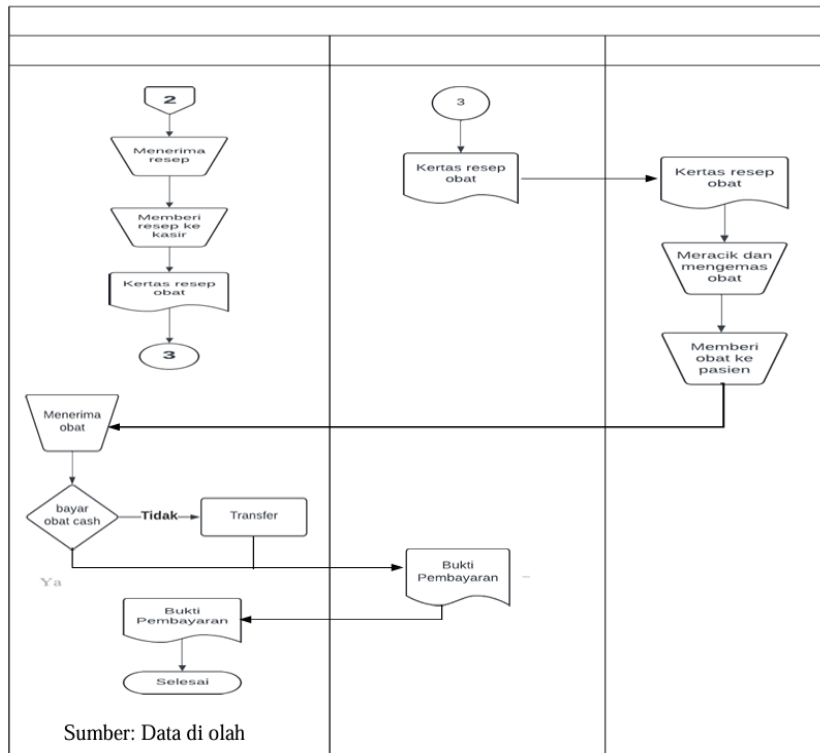 2
Menerima
resep
Memberi
resep ke
kasir
Kertas resep
obat
3
3
Kertas resep
obat
Kertas resep
obat
Meracik dan
mengemas
obat
Memberi
obat ke
pasien
Menerima
obat
bayar
obat cash
Tidak
Transfer
Ya
Bukti
Pembayaran
Bukti
Pembayaran
Selesai
Sumber: Data di olah